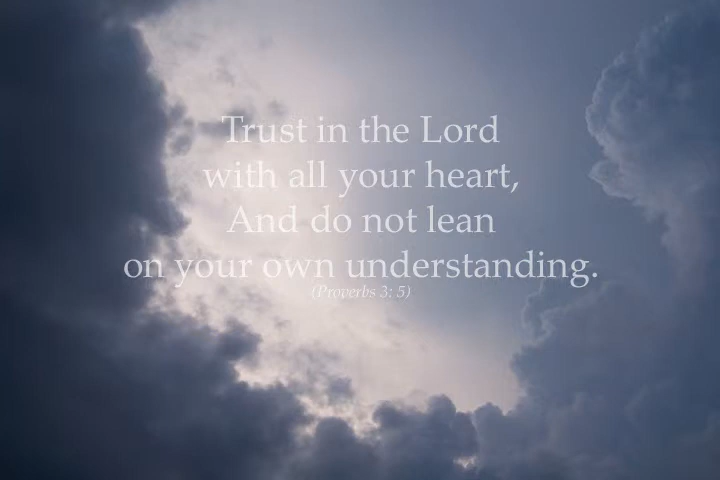 Trust in the Lord
with all your heart,
And do not lean
on your own understanding.
(Proverbs 3: 5)